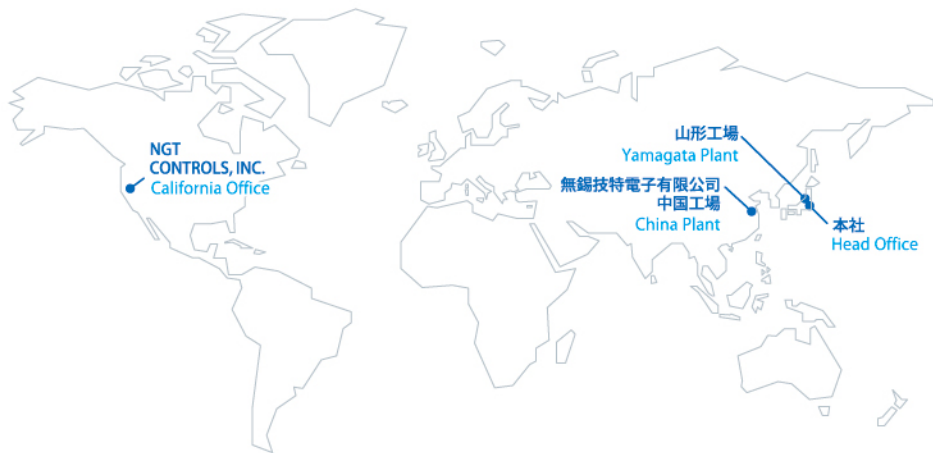 NGT
CONTROLS, INC.
California Office
山形工場
Yamagata Plant
無錫技特電子有限公司
中国工場
China Plant
本社
Head Office